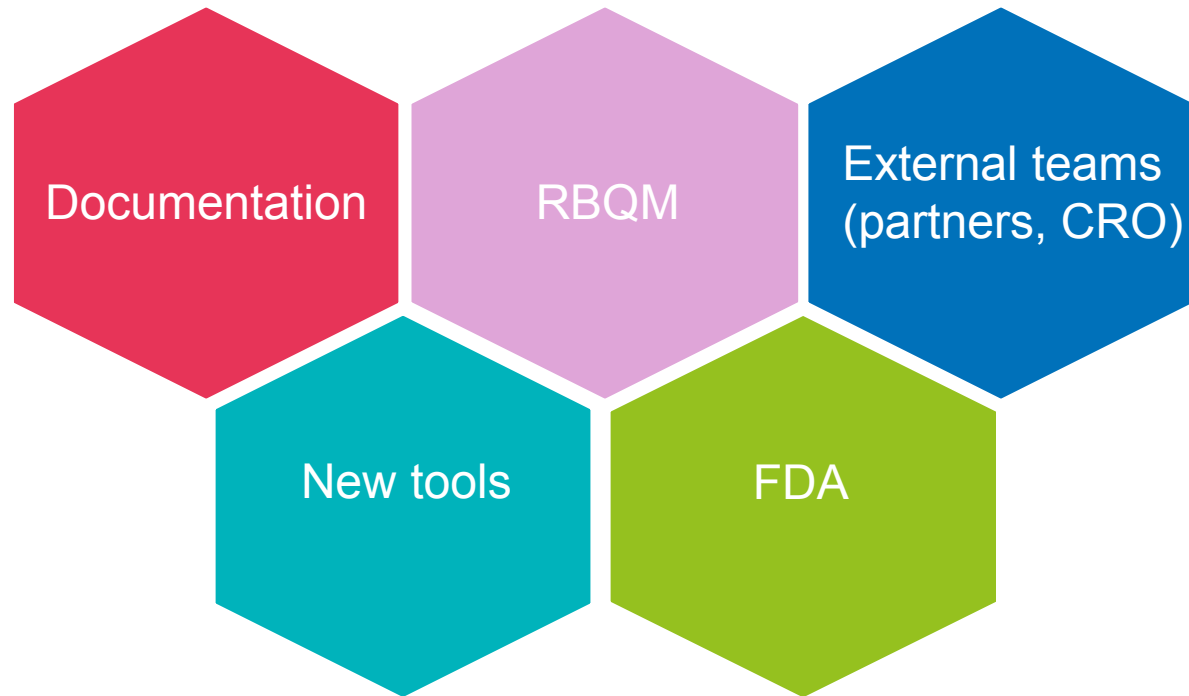 Documentation
RBQM
External teams
(partners, CRO)
New tools
FDA